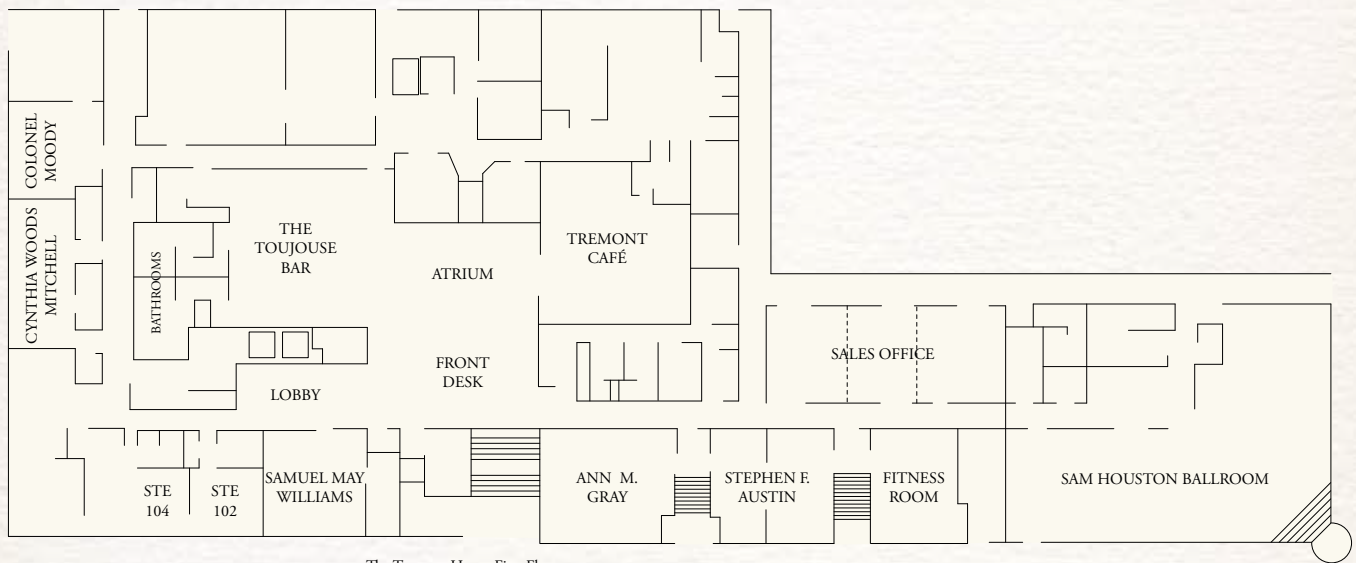 COLONEL
MOODY
CYNTHIA WOODS
MITCHELL
BATHROOMS
THE
TOUJOUSE
BAR
ATRIUM
TREMONT
CAFÉ
FRONT
DESK
LOBBY
SALES OFFICE
STE
104
STE
102
SAMUEL MAY
WILLIAMS
ANN M.
GRAY
STEPHEN F.
AUSTIN
FITNESS
ROOM
SAM HOUSTON BALLROOM